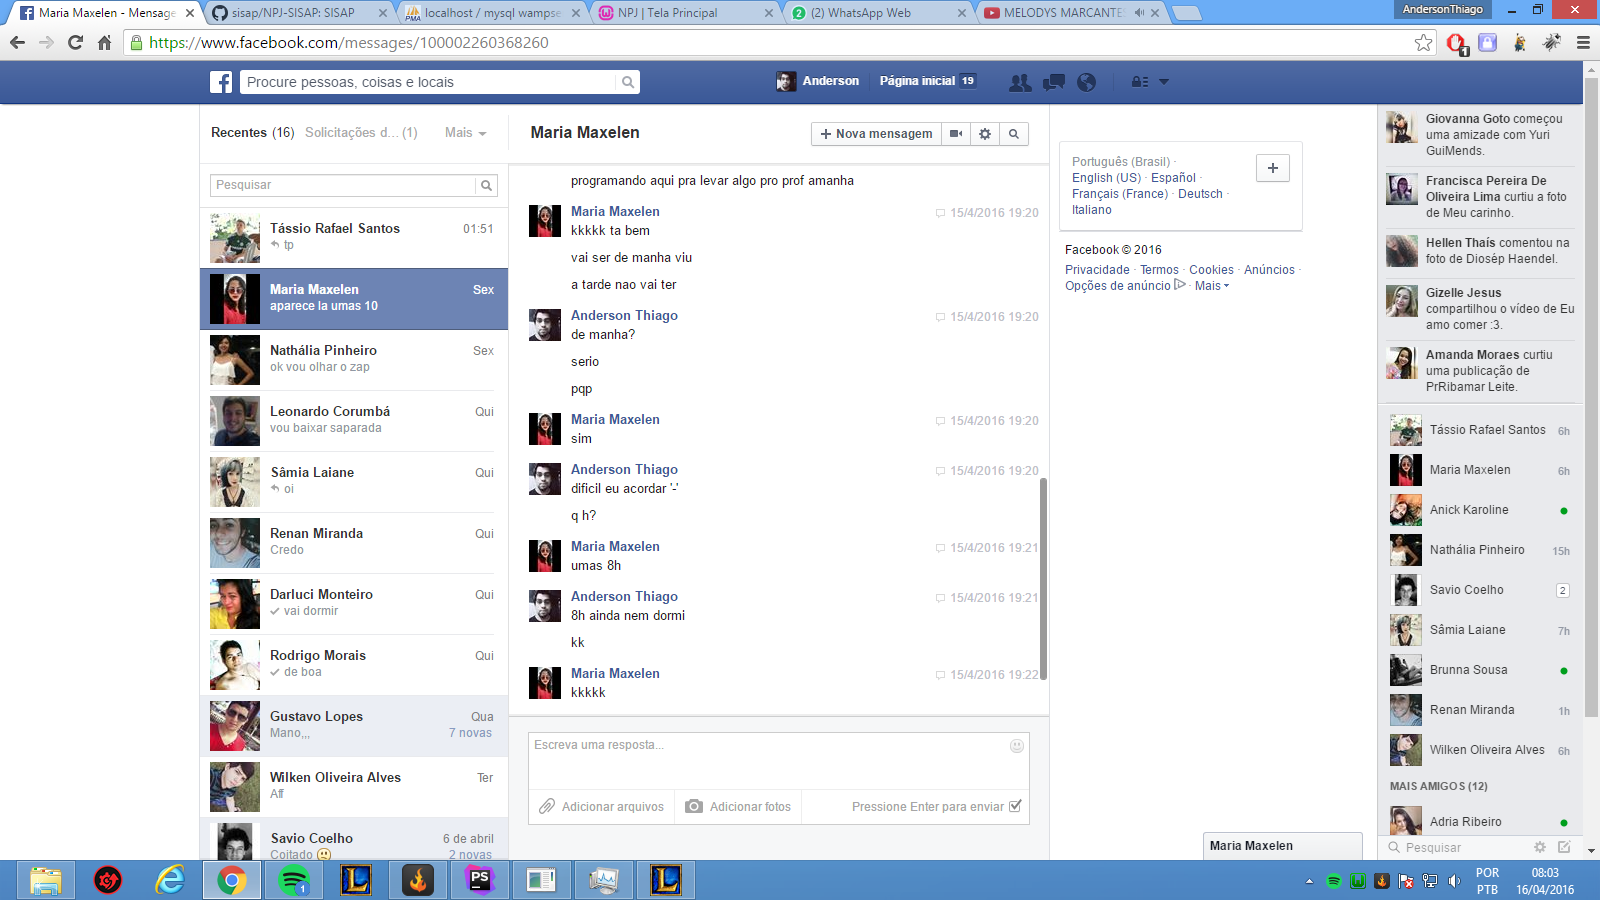 Maria Maxelen - Mensage
sisap/NPJ-SISAP: SISAP
localhost / mysql wampse
NPJ | Tela Principal
(2) WhatsApp Web
MELODYS MARCANTES
AndersonThiago
https://www.facebook.com/messages/100002260368260
1
Procure pessoas, coisas e locais
Anderson
Página inicial 19
Recentes (16)
Solicitações d... (1)
Mais
Pesquisar
Tássio Rafael Santos 01:51
tp
Maria Maxelen Sex
aparece la umas 10
Nathália Pinheiro Sex
ok vou olhar o zap
Leonardo Corumbá Qui
vou baixar saparada
Sâmia Laiane Qui
oi
Renan Miranda Qui
Credo
Darluci Monteiro Qui
vai dormir
Rodrigo Morais Qui
de boa
Gustavo Lopes Qua
Mano,,, 7 novas
Wilken Oliveira Alves Ter
Aff
Savio Coelho 6 de abril
Coitado 2 novas
Maria Maxelen
Nova mensagem
programando aqui pra levar algo pro prof amanha
Maria Maxelen 15/4/2016 19:20
kkkkk ta bem
vai ser de manha viu
a tarde nao vai ter
Anderson Thiago 15/4/2016 19:20
de manha?
serio
pqp
Maria Maxelen 15/4/2016 19:20
sim
Anderson Thiago 15/4/2016 19:20
dificil eu acordar '-'
q h?
Maria Maxelen 15/4/2016 19:21
umas 8h
Anderson Thiago 15/4/2016 19:21
8h ainda nem dormi
kk
Maria Maxelen 15/4/2016 19:22
kkkkk
Escreva uma resposta...
Adicionar arquivos
Adicionar fotos
Pressione Enter para enviar
Português (Brasil) ·
English (US) · Español ·
Français (France) · Deutsch ·
Italiano
Facebook © 2016
Privacidade · Termos · Cookies · Anúncios ·
Opções de anúncio · Mais
Giovanna Goto começou
uma amizade com Yuri
GuiMends.
Francisca Pereira De
Oliveira Lima curtiu a foto
de Meu carinho.
Hellen Thaís comentou na
foto de Diosép Haendel.
Gizelle Jesus
compartilhou o vídeo de Eu
amo comer :3.
Amanda Moraes curtiu
uma publicação de
PrRibamar Leite.
Tássio Rafael Santos 6h
Maria Maxelen 6h
Anick Karoline
Nathália Pinheiro 15h
Savio Coelho 2
Sâmia Laiane 7h
Brunna Sousa
Renan Miranda 1h
Wilken Oliveira Alves 6h
MAIS AMIGOS (12)
Adria Ribeiro
Pesquisar
Maria Maxelen
1
PS
L
L
POR
PTB
08:03
16/04/2016